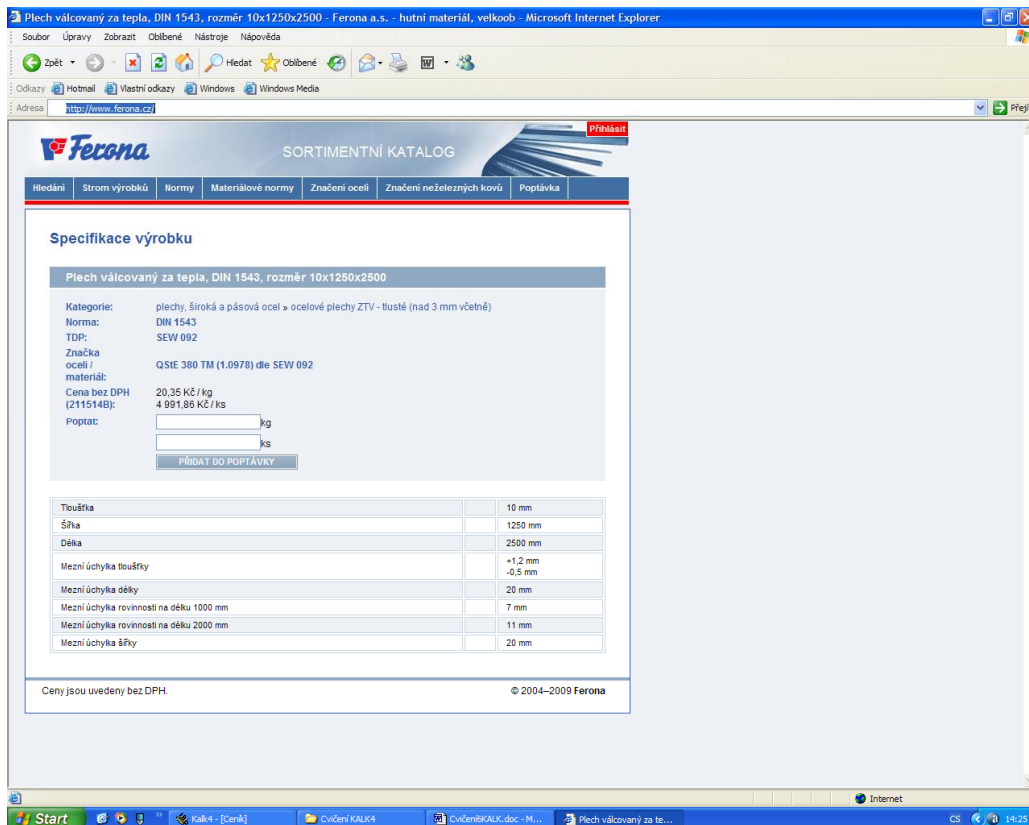 Plech válcovaný za tepla, DIN 1543, rozměr 10x1250x2500 - Ferona a.s. - hutní materiál, velkoob - Microsoft Internet Explorer
Soubor Úpravy Zobrazit Oblíbené Nástroje Nápověda
Zpět Hledat Oblíbené
Odkazy Hotmail Vlastní odkazy Windows Windows Media
Adresa http://www.ferona.cz/ Přejít
Ferona SORTIMENTNÍ KATALOG Přihlásit
Hledání Strom výrobků Normy Materiálové normy Značení oceli Značení neželezných kovů Poptávka
Specifikace výrobku
Plech válcovaný za tepla, DIN 1543, rozměr 10x1250x2500
Kategorie: plechy, široká a pásová ocel » ocelové plechy ZTV - tlusté (nad 3 mm včetně)
Norma: DIN 1543
TDP: SEW 092
Značka
oceli / QStE 380 TM (1.0978) dle SEW 092
materiál:
Cena bez DPH 20,35 Kč / kg
(211514B): 4 991,86 Kč / ks
Poptat: kg
ks
PŘIDAT DO POPTÁVKY
Tloušťka 10 mm
Šířka 1250 mm
Délka 2500 mm
Mezní úchylka tloušťky +1,2 mm
-0,5 mm
Mezní úchylka délky 20 mm
Mezní úchylka rovinnosti na délku 1000 mm 7 mm
Mezní úchylka rovinnosti na délku 2000 mm 11 mm
Mezní úchylka šířky 20 mm
Ceny jsou uvedeny bez DPH. © 2004–2009 Ferona
Internet
Start Kalk4 - [Ceník] Cvičení KALK4 Cvičení6KALK.doc - M... Plech válcovaný za te... CS 14:25